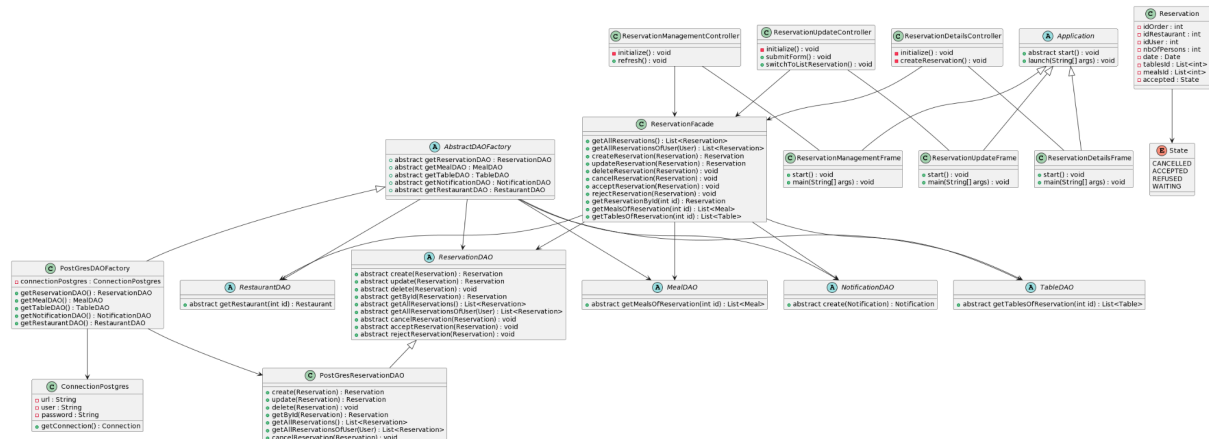 ReservationManagementController
initialize() : void
refresh() : void
ReservationUpdateController
initialize() : void
submitForm() : void
switchToListReservation() : void
ReservationDetailsController
initialize() : void
createReservation() : void
Application
abstract start() : void
launch(String[] args) : void
Reservation
idOrder : int
idRestaurant : int
idUser : int
nbOfPersons : int
date : Date
tablesId : List<int>
mealsId : List<int>
accepted : State
AbstractDAOFactory
abstract getReservationDAO : ReservationDAO
abstract getMealDAO : MealDAO
abstract getTableDAO : TableDAO
abstract getNotificationDAO : NotificationDAO
abstract getRestaurantDAO : RestaurantDAO
ReservationFacade
getAllReservations() : List<Reservation>
getAllReservationsOfUser(User) : List<Reservation>
createReservation(Reservation) : Reservation
updateReservation(Reservation) : Reservation
deleteReservation(Reservation) : void
cancelReservation(Reservation) : void
acceptReservation(Reservation) : void
rejectReservation(Reservation) : void
getReservationById(int id) : Reservation
getMealsOfReservation(int id) : List<Meal>
getTablesOfReservation(int id) : List<Table>
ReservationManagementFrame
start() : void
main(String[] args) : void
ReservationUpdateFrame
start() : void
main(String[] args) : void
ReservationDetailsFrame
start() : void
main(String[] args) : void
State
CANCELLED
ACCEPTED
REFUSED
WAITING
PostGresDAOFactory
connectionPostgres : ConnectionPostgres
getReservationDAO() : ReservationDAO
getMealDAO() : MealDAO
getTableDAO() : TableDAO
getNotificationDAO() : NotificationDAO
getRestaurantDAO() : RestaurantDAO
RestaurantDAO
abstract getRestaurant(int id) : Restaurant
ReservationDAO
abstract create(Reservation) : Reservation
abstract update(Reservation) : Reservation
abstract delete(Reservation) : void
abstract getById(Reservation) : Reservation
abstract getAllReservations() : List<Reservation>
abstract getAllReservationsOfUser(User) : List<Reservation>
abstract cancelReservation(Reservation) : void
abstract acceptReservation(Reservation) : void
abstract rejectReservation(Reservation) : void
MealDAO
abstract getMealsOfReservation(int id) : List<Meal>
NotificationDAO
abstract create(Notification) : Notification
TableDAO
abstract getTablesOfReservation(int id) : List<Table>
ConnectionPostgres
url : String
user : String
password : String
getConnection() : Connection
PostGresReservationDAO
create(Reservation) : Reservation
update(Reservation) : Reservation
delete(Reservation) : void
getById(Reservation) : Reservation
getAllReservations() : List<Reservation>
getAllReservationsOfUser(User) : List<Reservation>
cancelReservation(Reservation) : void